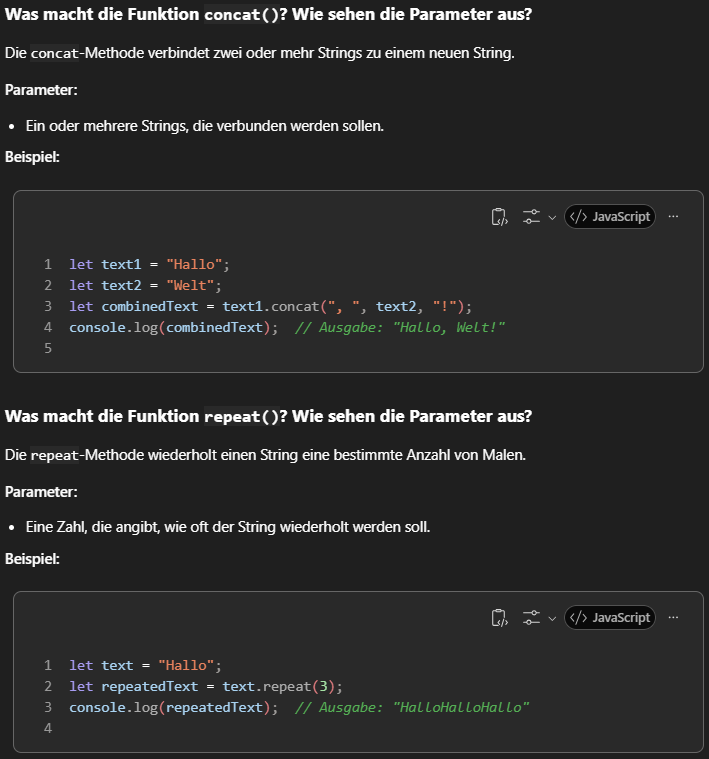 Was macht die Funktion concat()? Wie sehen die Parameter aus?
Die concat-Methode verbindet zwei oder mehr Strings zu einem neuen String.
Parameter:
• Ein oder mehrere Strings, die verbunden werden sollen.
Beispiel:
</> JavaScript ···
1 let text1 = "Hallo";
2 let text2 = "Welt";
3 let combinedText = text1.concat(", ", text2, "!");
4 console.log(combinedText);  // Ausgabe: "Hallo, Welt!"
5
Was macht die Funktion repeat()? Wie sehen die Parameter aus?
Die repeat-Methode wiederholt einen String eine bestimmte Anzahl von Malen.
Parameter:
• Eine Zahl, die angibt, wie oft der String wiederholt werden soll.
Beispiel:
</> JavaScript ···
1 let text = "Hallo";
2 let repeatedText = text.repeat(3);
3 console.log(repeatedText);  // Ausgabe: "HalloHalloHallo"
4